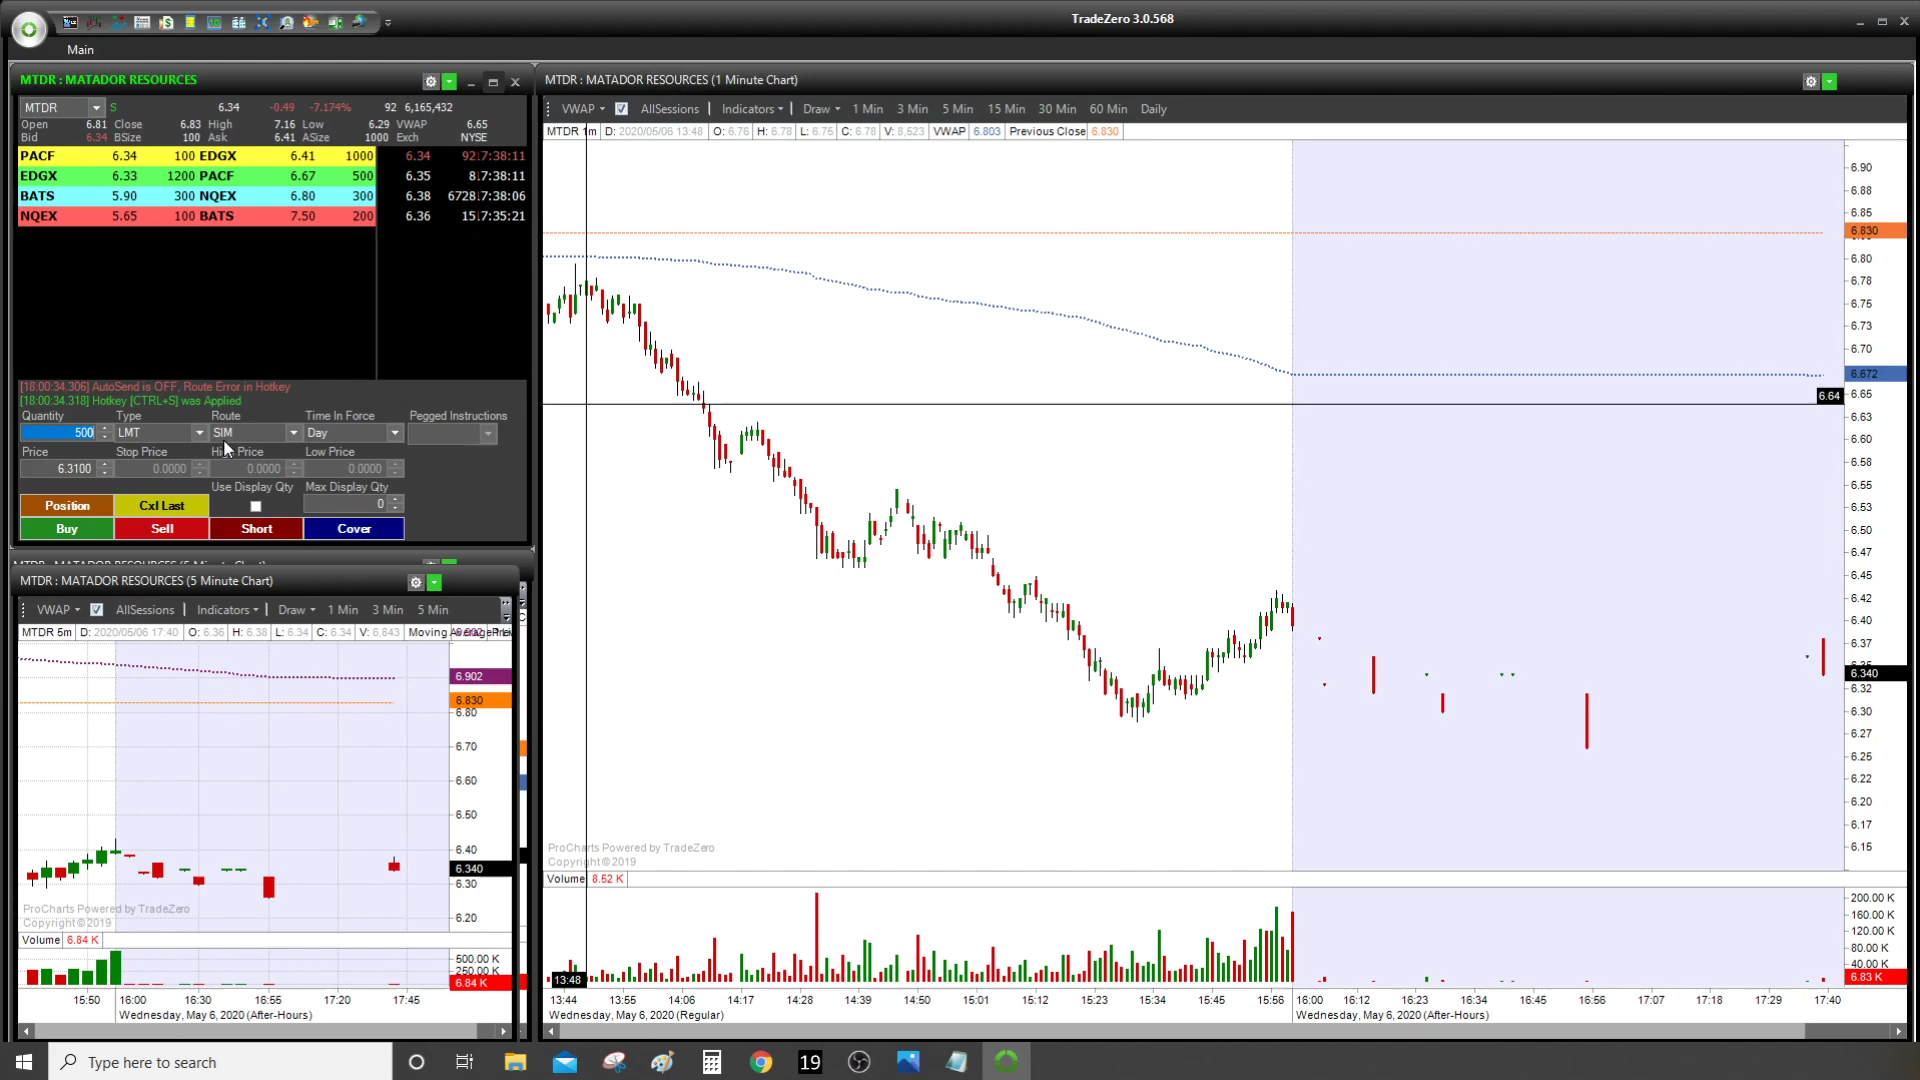 TradeZero 3.0.568
Main
MTDR : MATADOR RESOURCES
MTDR S 6.34 -0.49 -7.174% 92 6,165,432
Open 6.81 Close 6.83 High 7.16 Low 6.29 VWAP 6.65
Bid 6.34 BSize 100 Ask 6.41 ASize 1000 Exch NYSE
PACF 6.34 100 EDGX 6.41 1000 6.34 92 17:38:11
EDGX 6.33 1200 PACF 6.67 500 6.35 8 17:38:11
BATS 5.90 300 NQEX 6.80 300 6.38 6728 17:38:06
NQEX 5.65 100 BATS 7.50 200 6.36 15 17:35:21
[18:00:34.306] AutoSend is OFF, Route Error in Hotkey
[18:00:34.318] Hotkey [CTRL+S] was Applied
Quantity Type Route Time In Force Pegged Instructions
500 LMT SIM Day
Price Stop Price High Price Low Price
6.3100 0.0000 0.0000 0.0000
Use Display Qty Max Display Qty
Position Cxl Last 0
Buy Sell Short Cover
MTDR : MATADOR RESOURCES (5 Minute Chart)
VWAP AllSessions Indicators Draw 1 Min 3 Min 5 Min
MTDR 5m D: 2020/05/06 17:40 O: 6.36 H: 6.38 L: 6.34 C: 6.34 V: 6,843
6.902
6.830
6.80
6.70
6.60
6.50
6.40
6.340
6.30
6.20
ProCharts Powered by TradeZero
Copyright © 2019
Volume 6.84 K
500.00 K
250.00 K
6.84 K
15:50 16:00 16:30 16:55 17:20 17:45
Wednesday, May 6, 2020 (After-Hours)
MTDR : MATADOR RESOURCES (1 Minute Chart)
VWAP AllSessions Indicators Draw 1 Min 3 Min 5 Min 15 Min 30 Min 60 Min Daily
MTDR 1m D: 2020/05/06 13:48 O: 6.76 H: 6.78 L: 6.75 C: 6.78 V: 8,523 VWAP 6.803 Previous Close 6.830
6.90
6.88
6.85
6.830
6.80
6.78
6.75
6.73
6.70
6.672
6.65
6.64
6.63
6.60
6.58
6.55
6.53
6.50
6.47
6.45
6.42
6.40
6.37
6.340
6.32
6.30
6.27
6.25
6.22
6.20
6.17
6.15
ProCharts Powered by TradeZero
Copyright © 2019
Volume 8.52 K
200.00 K
160.00 K
120.00 K
80.00 K
40.00 K
6.83 K
13:48
13:44 13:55 14:06 14:17 14:28 14:39 14:50 15:01 15:12 15:23 15:34 15:45 15:56 16:00 16:12 16:23 16:34 16:45 16:56 17:07 17:18 17:29 17:40
Wednesday, May 6, 2020 (Regular) Wednesday, May 6, 2020 (After-Hours)
Type here to search
19